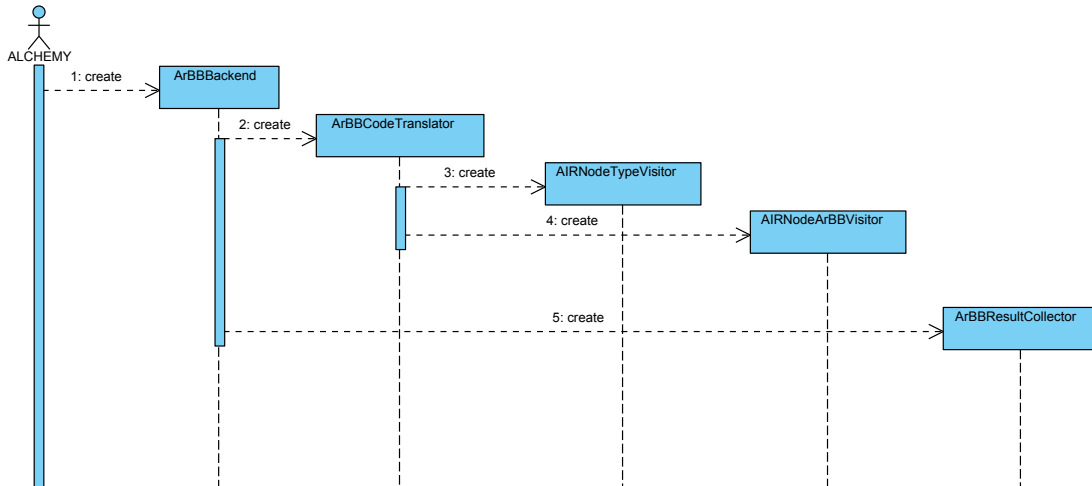 ALCHEMY
1: create
ArBBBackend
2: create
ArBBCodeTranslator
3: create
AIRNodeTypeVisitor
4: create
AIRNodeArBBVisitor
5: create
ArBBResultCollector